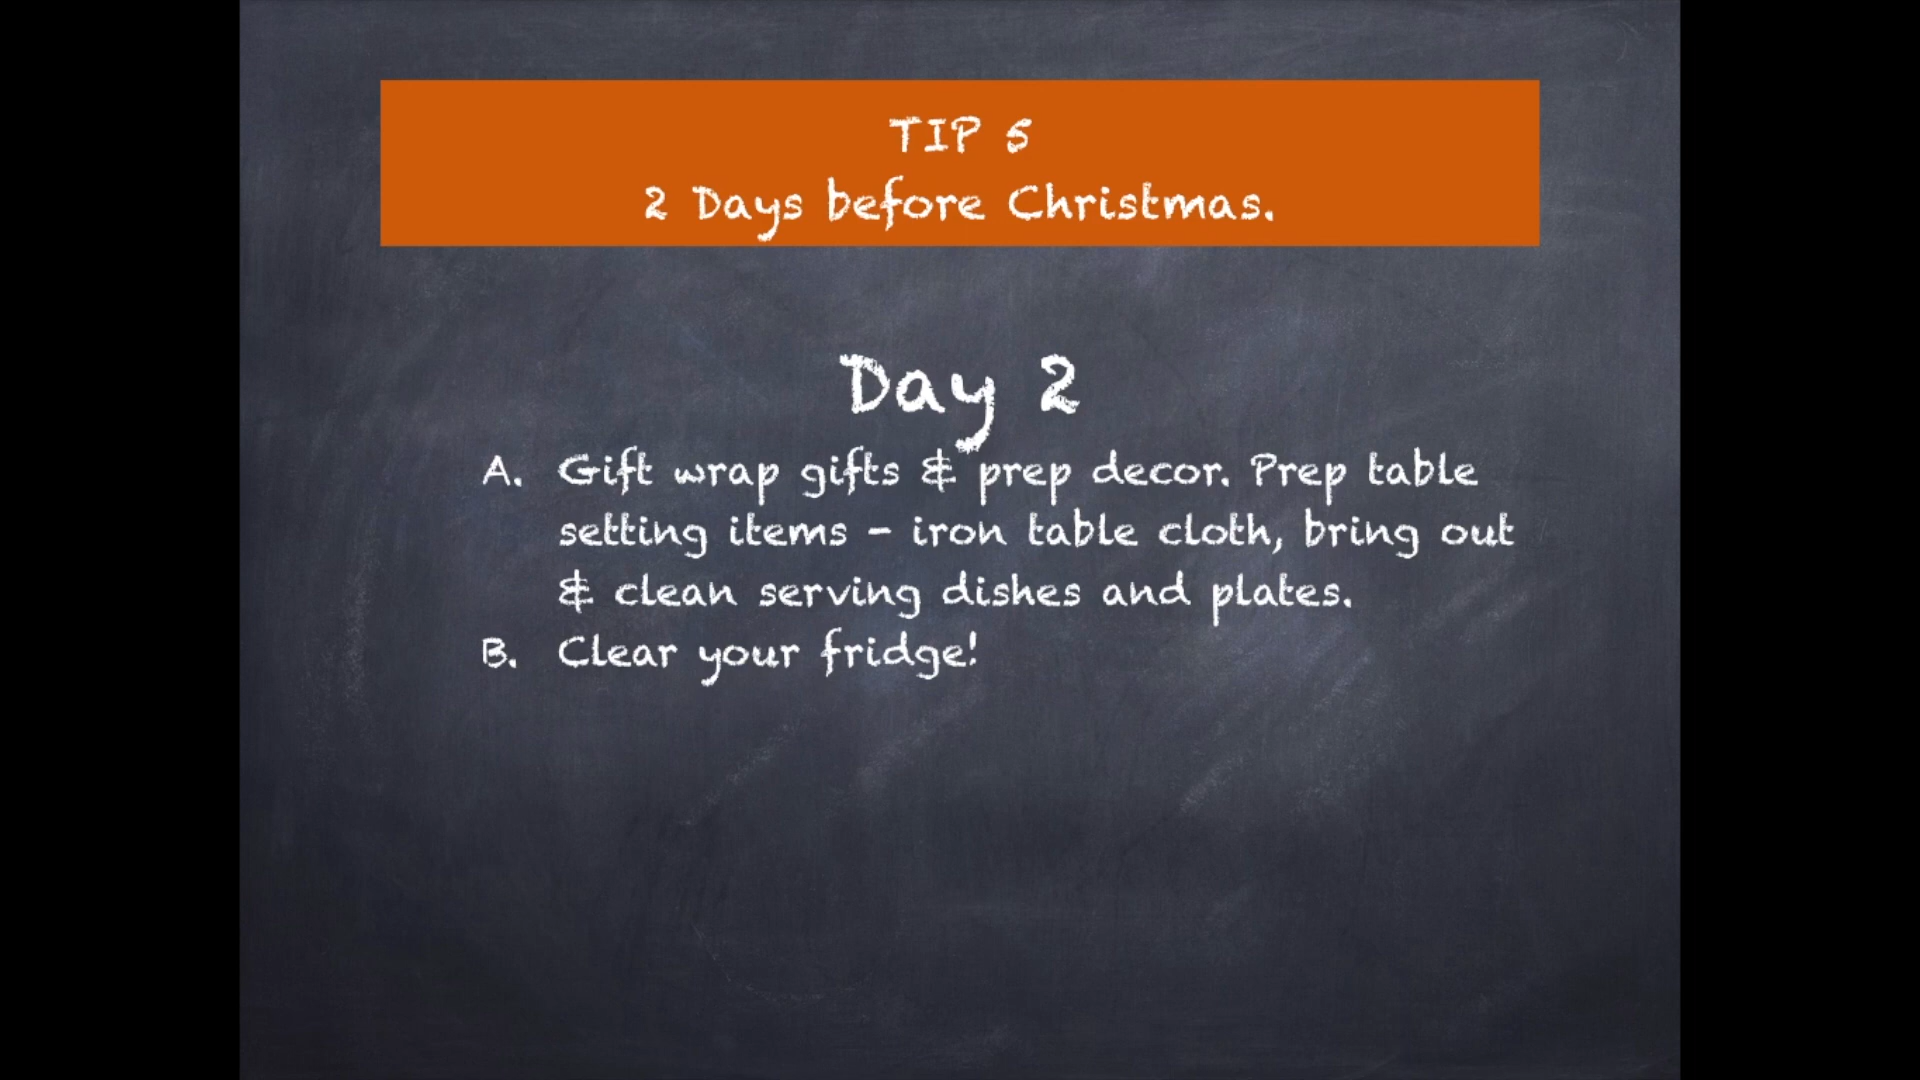 TIP 5
2 Days before Christmas.
Day 2
A. Gift wrap gifts & prep decor. Prep table
setting items - iron table cloth, bring out
& clean serving dishes and plates.
B. Clear your fridge!